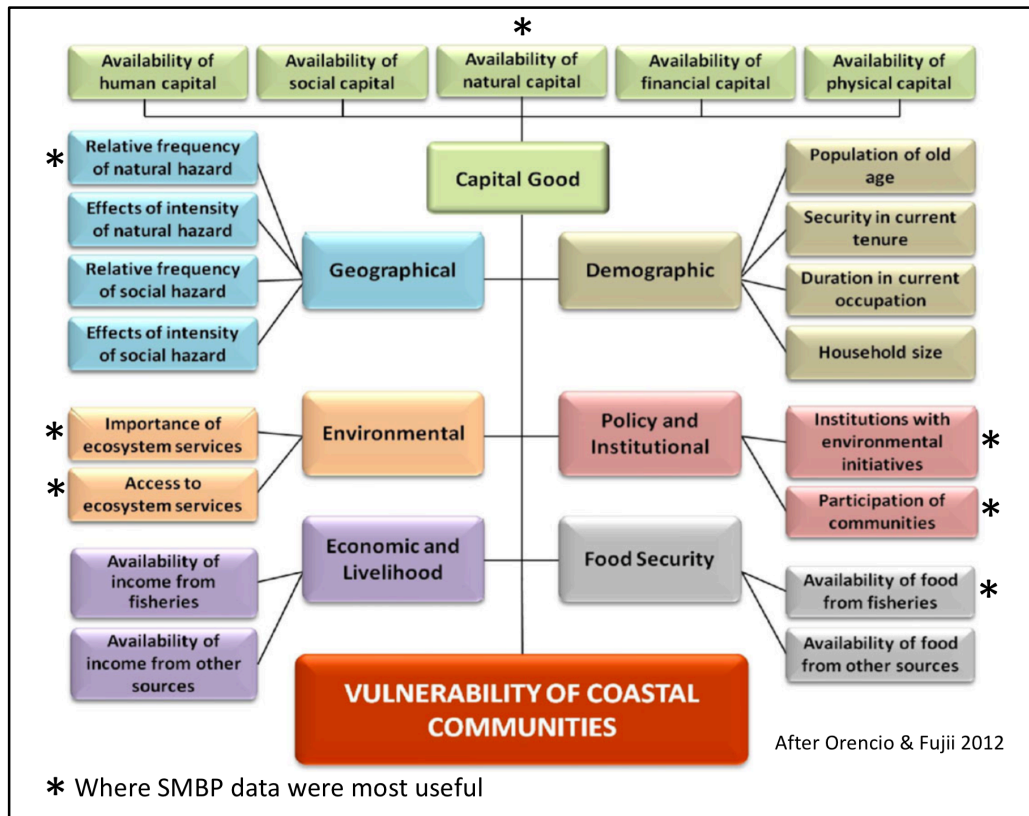 *
Availability of
human capital
Availability of
social capital
Availability of
natural capital
Availability of
financial capital
Availability of
physical capital
Capital Good
* Relative frequency
of natural hazard
Effects of intensity
of natural hazard
Relative frequency
of social hazard
Effects of intensity
of social hazard
Geographical
Demographic
Population of old
age
Security in current
tenure
Duration in current
occupation
Household size
* Importance of
ecosystem services
* Access to
ecosystem services
Environmental
Policy and
Institutional
Institutions with
environmental *
initiatives
Participation of
communities *
Availability of
income from
fisheries
Availability of
income from other
sources
Economic and
Livelihood
Food Security
Availability of food
from fisheries *
Availability of food
from other sources
VULNERABILITY OF COASTAL
COMMUNITIES
After Orencio & Fujii 2012
* Where SMBP data were most useful